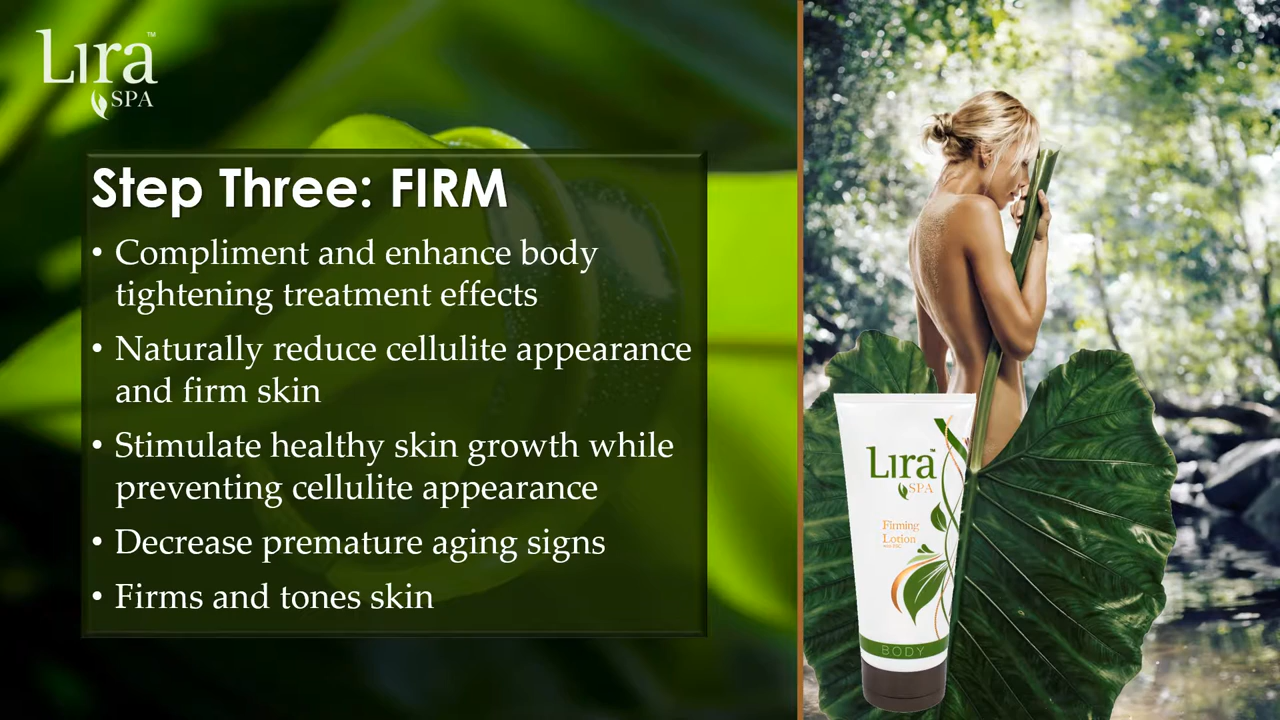 Lira™
SPA
Step Three: FIRM
• Compliment and enhance body
tightening treatment effects
• Naturally reduce cellulite appearance
and firm skin
• Stimulate healthy skin growth while
preventing cellulite appearance
• Decrease premature aging signs
• Firms and tones skin
Lira™
SPA
Firming
Lotion
BODY